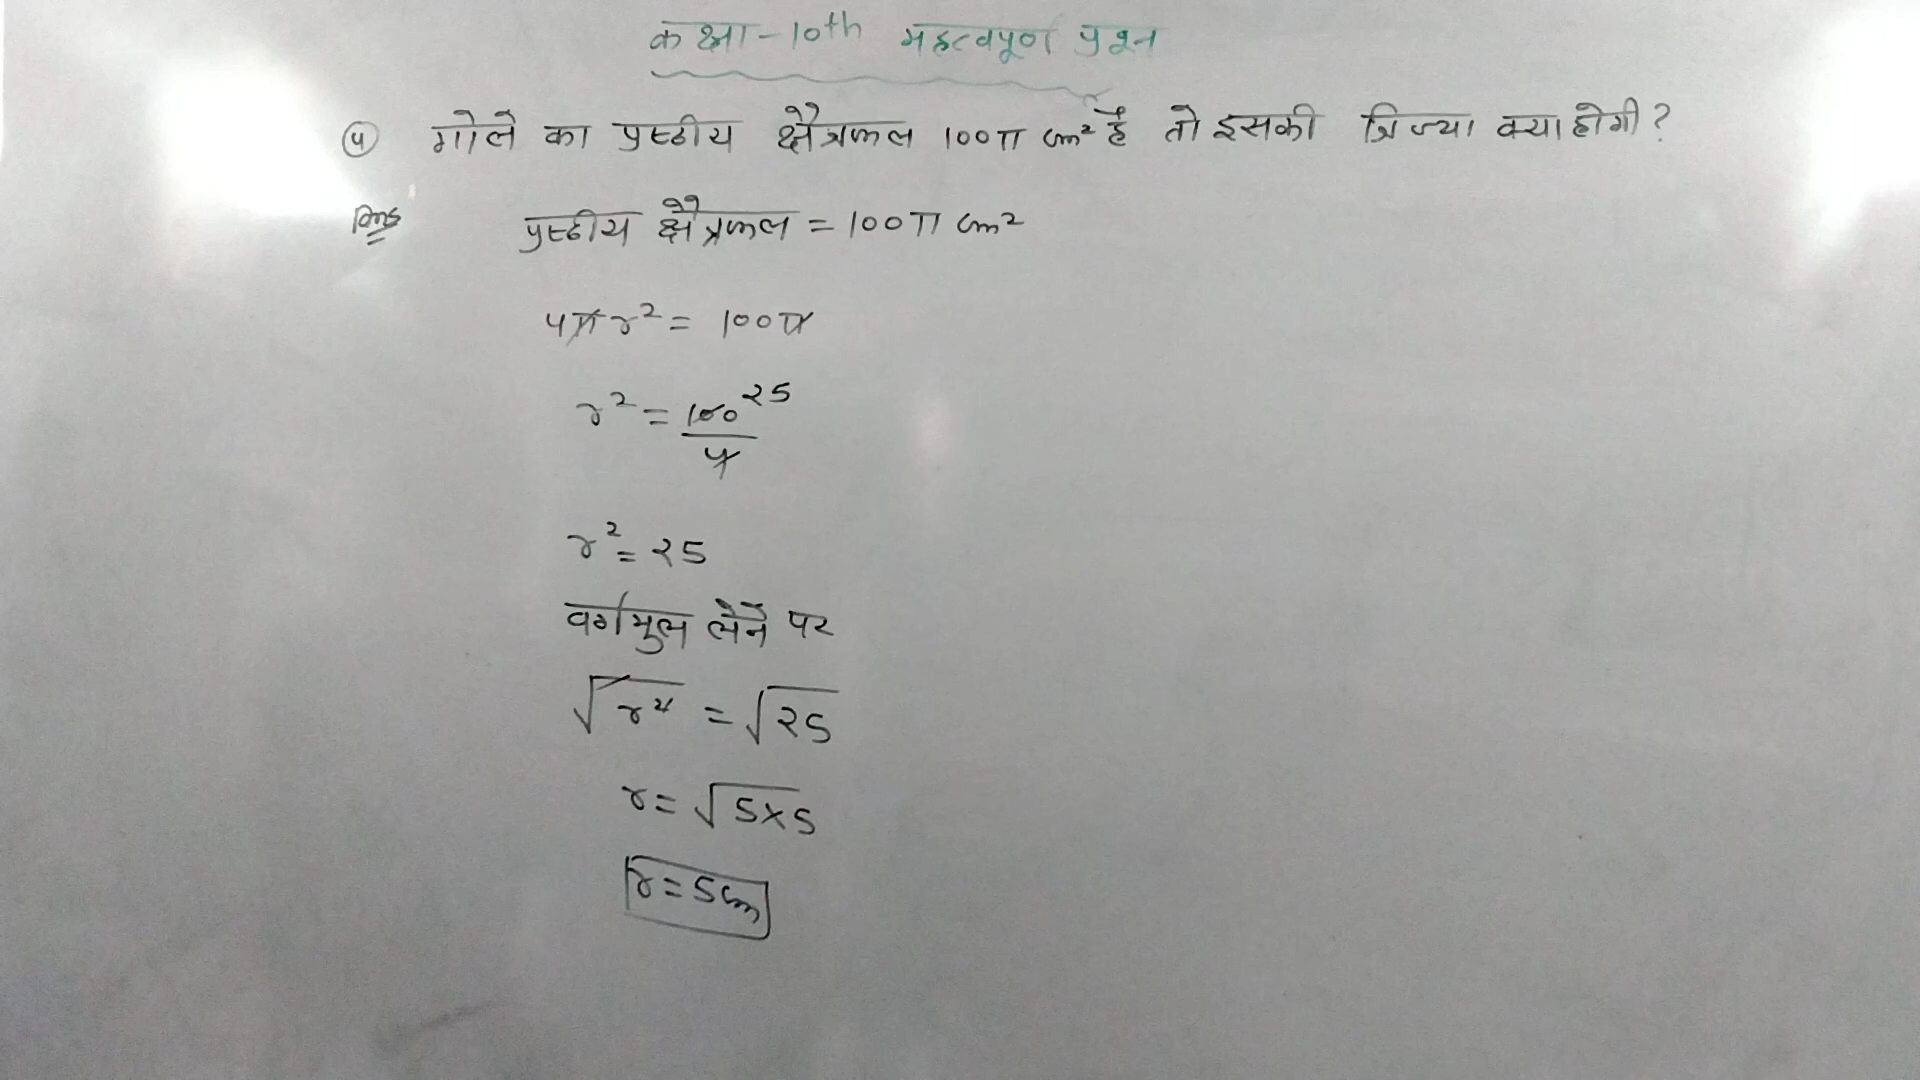 कक्षा-10th महत्वपूर्ण प्रश्न
④ गोले का पृष्ठीय क्षेत्रफल 100π cm² है तो इसकी त्रिज्या क्या होगी?
Ans पृष्ठीय क्षेत्रफल = 100π cm²
4πr² = 100π
r² = 100/4 25
r² = 25
वर्गमुल लेने पर
√r² = √25
r = √5×5
r = 5cm